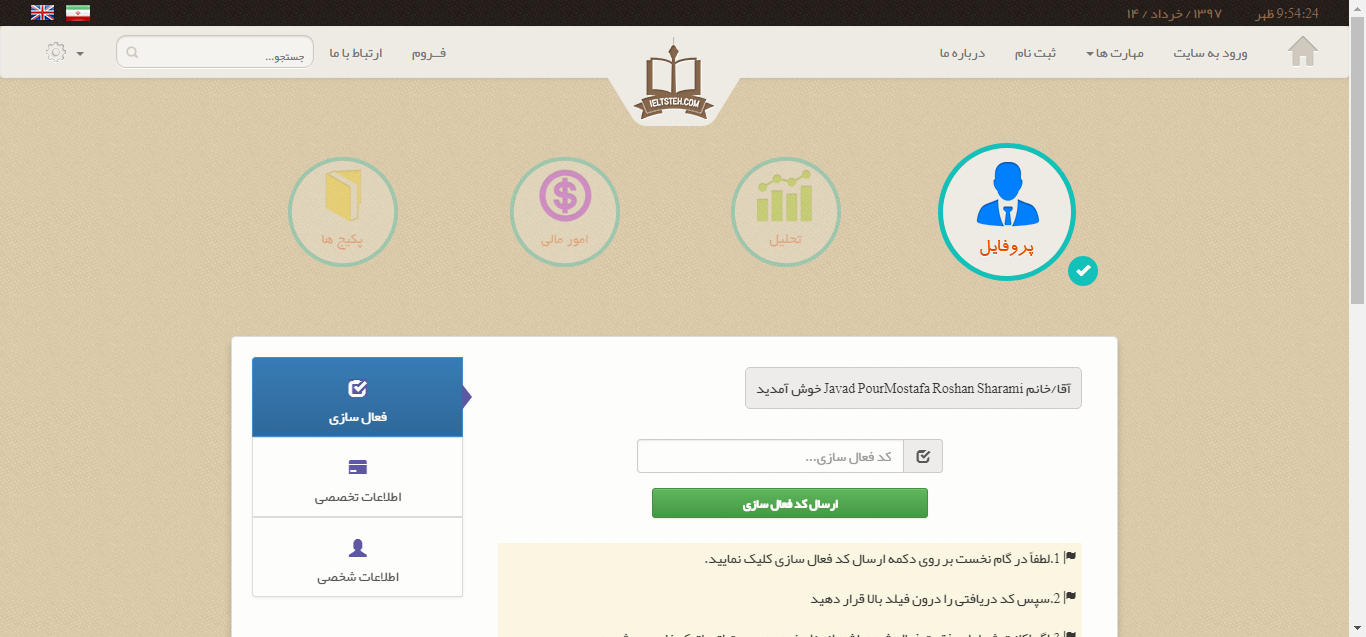 9:54:24 ظهر
۱۳۹۷ / خرداد / ۱۴
ورود به سایت
مهارت ها
ثبت نام
درباره ما
فــروم
ارتباط با ما
جستجو...
IELTSTEH.COM
پروفایل
تحلیل
امور مالی
پکیج ها
آقا/خانم Javad PourMostafa Roshan Sharami خوش آمدید
فعال سازی
اطلاعات تخصصی
اطلاعات شخصی
کد فعال سازی...
ارسال کد فعال سازی
1.لطفاً در گام نخست بر روی دکمه ارسال کد فعال سازی کلیک نمایید.
2.سپس کد دریافتی را درون فیلد بالا قرار دهید